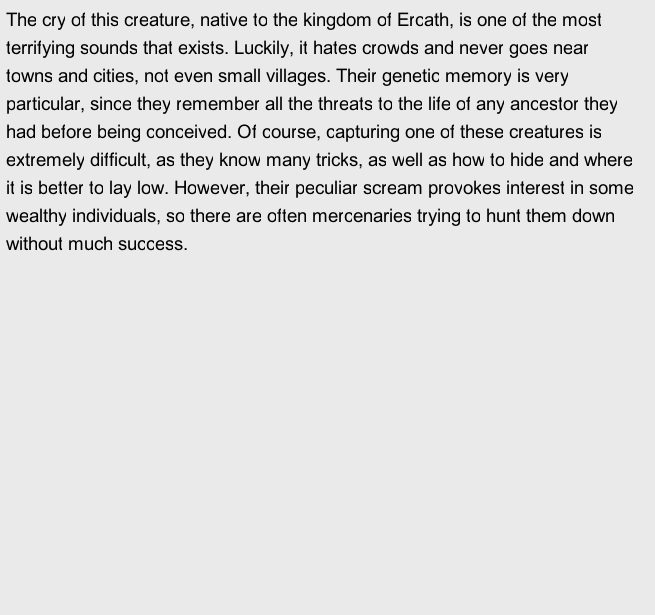 The cry of this creature, native to the kingdom of Ercath, is one of the most
terrifying sounds that exists. Luckily, it hates crowds and never goes near
towns and cities, not even small villages. Their genetic memory is very
particular, since they remember all the threats to the life of any ancestor they
had before being conceived. Of course, capturing one of these creatures is
extremely difficult, as they know many tricks, as well as how to hide and where
it is better to lay low. However, their peculiar scream provokes interest in some
wealthy individuals, so there are often mercenaries trying to hunt them down
without much success.